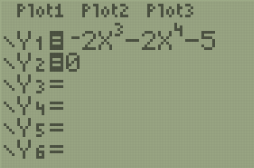 Plot1 Plot2 Plot3
\Y₁=⁻2X³-2X⁴-5
\Y₂=0
\Y₃=
\Y₄=
\Y₅=
\Y₆=